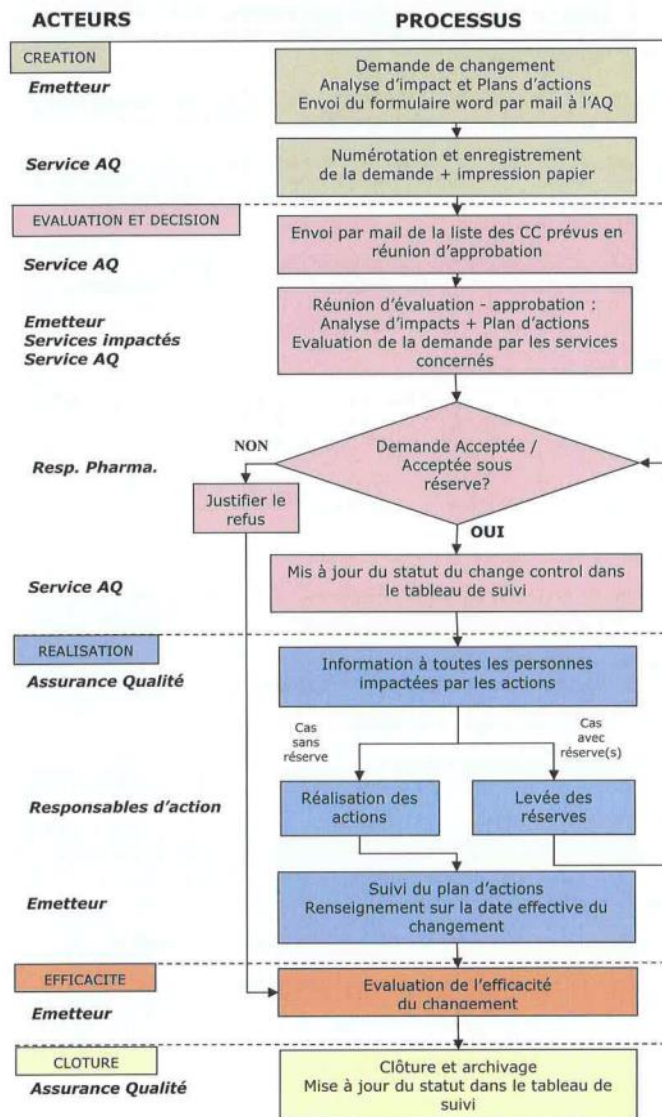 ACTEURS
PROCESSUS
CREATION
Emetteur
Demande de changement
Analyse d'impact et Plans d'actions
Envoi du formulaire word par mail à l'AQ
Service AQ
Numérotation et enregistrement
de la demande + impression papier
EVALUATION ET DECISION
Service AQ
Envoi par mail de la liste des CC prévus en
réunion d'approbation
Emetteur
Services impactés
Service AQ
Réunion d'évaluation - approbation :
Analyse d'impacts + Plan d'actions
Evaluation de la demande par les services
concernés
Resp. Pharma.
NON
Demande Acceptée /
Acceptée sous
réserve?
Justifier le
refus
OUI
Service AQ
Mis à jour du statut du change control dans
le tableau de suivi
REALISATION
Assurance Qualité
Information à toutes les personnes
impactées par les actions
Cas
sans
réserve
Cas
avec
réserve(s)
Responsables d'action
Réalisation des
actions
Levée des
réserves
Emetteur
Suivi du plan d'actions
Renseignement sur la date effective du
changement
EFFICACITE
Emetteur
Evaluation de l'efficacité
du changement
CLOTURE
Assurance Qualité
Clôture et archivage
Mise à jour du statut dans le tableau de
suivi